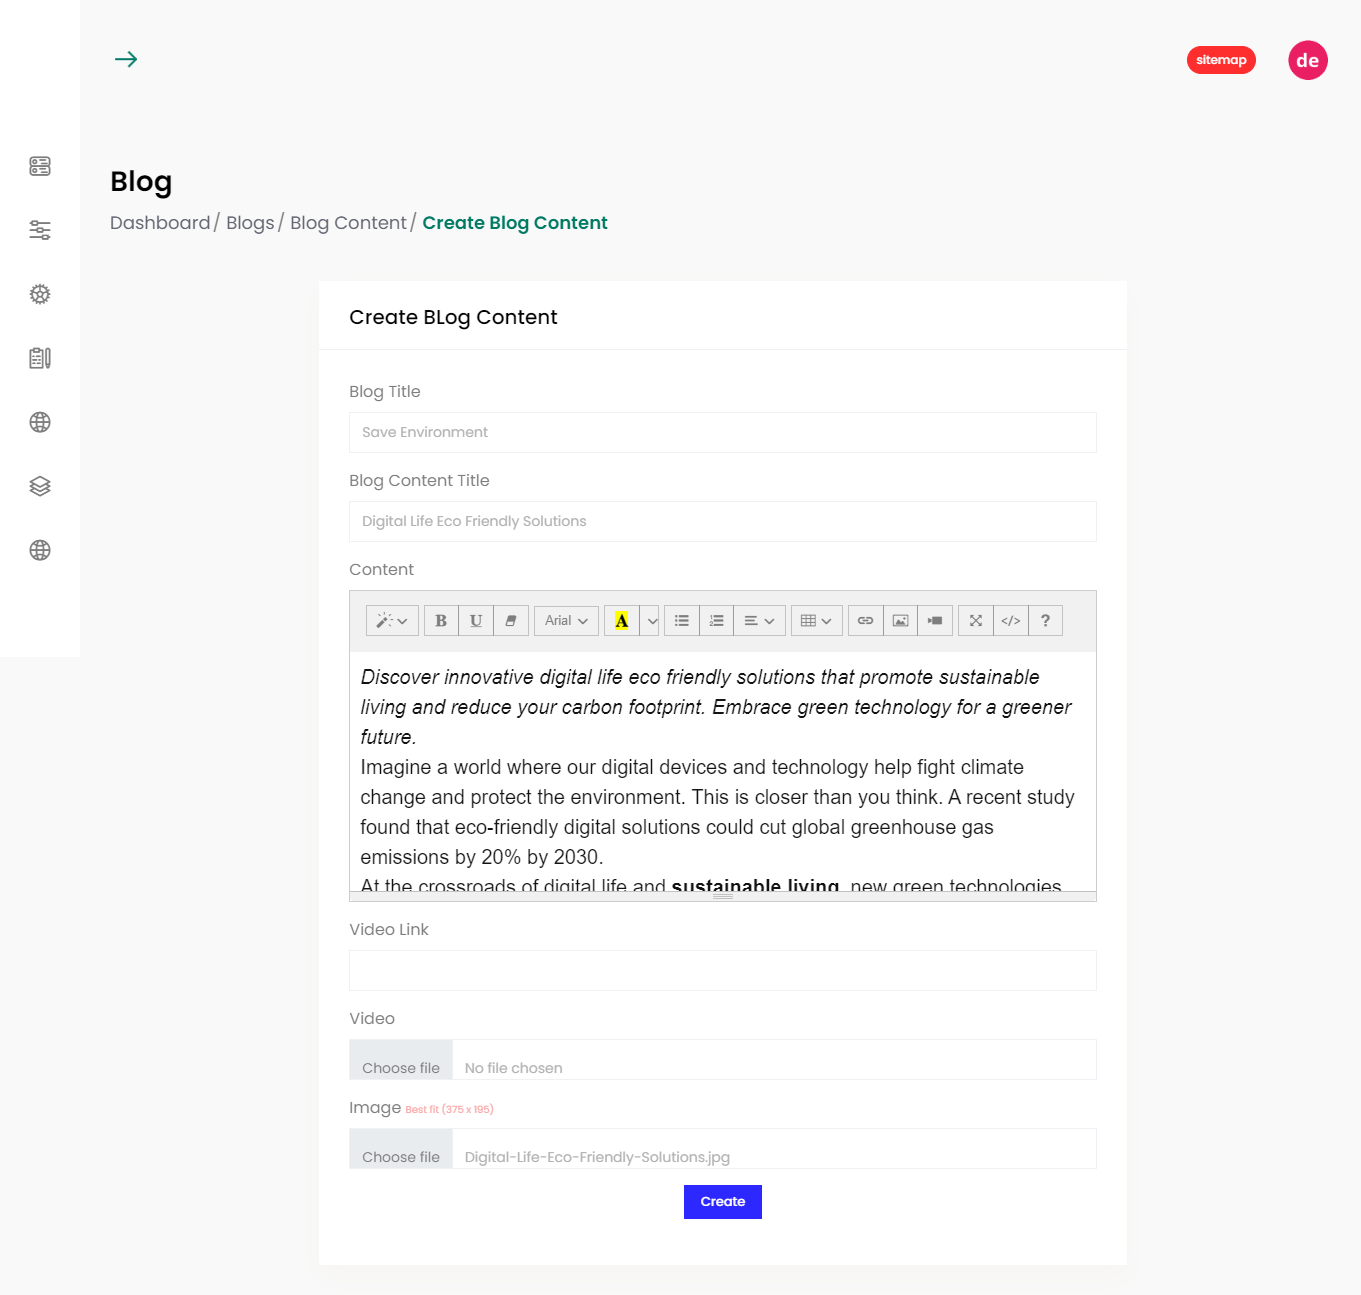 sitemap
de
Blog
Dashboard / Blogs / Blog Content / Create Blog Content
Create BLog Content
Blog Title
Save Environment
Blog Content Title
Digital Life Eco Friendly Solutions
Content
B U Arial A </> ?
Discover innovative digital life eco friendly solutions that promote sustainable
living and reduce your carbon footprint. Embrace green technology for a greener
future.
Imagine a world where our digital devices and technology help fight climate
change and protect the environment. This is closer than you think. A recent study
found that eco-friendly digital solutions could cut global greenhouse gas
emissions by 20% by 2030.
At the crossroads of digital life and sustainable living, new green technologies
Video Link
Video
Choose file No file chosen
Image Best fit (375 x 195)
Choose file Digital-Life-Eco-Friendly-Solutions.jpg
Create